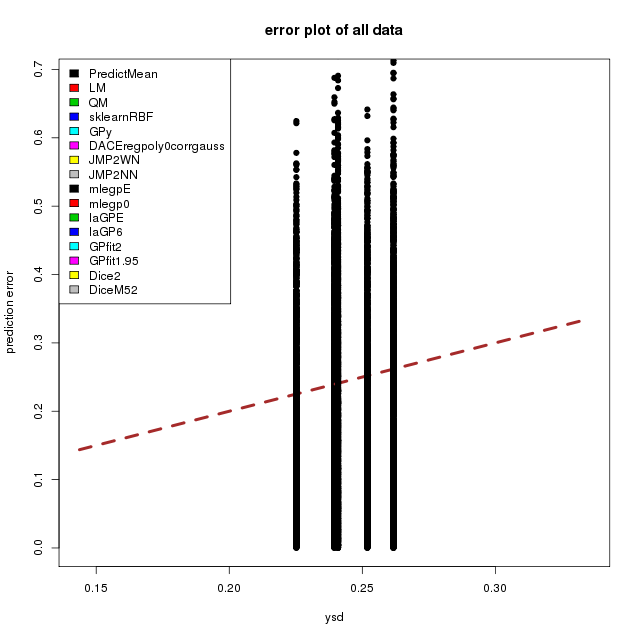 error plot of all data
PredictMean
LM
QM
sklearnRBF
GPy
DACEregpoly0corrgauss
JMP2WN
JMP2NN
mlegpE
mlegp0
laGPE
laGP6
GPfit2
GPfit1.95
Dice2
DiceM52
prediction error
0.7
0.6
0.5
0.4
0.3
0.2
0.1
0.0
0.15 0.20 0.25 0.30
ysd